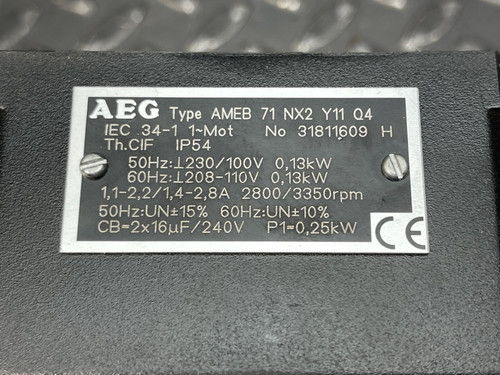 AEG Type AMEB 71 NX2 Y11 Q4
IEC 34-1 1~Mot No 31811609 H
Th.CIF IP54
50Hz:⊥230/100V 0,13kW
60Hz:⊥208-110V 0,13kW
1,1-2,2/1,4-2,8A 2800/3350rpm
50Hz:UN±15% 60Hz:UN±10%
CB=2x16µF/240V P1=0,25kW
CE